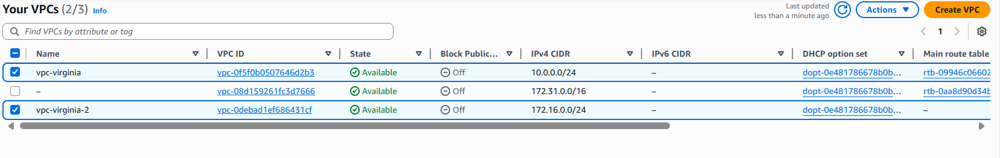 Your VPCs (2/3) Info
Last updated
less than a minute ago
Actions
Create VPC
Find VPCs by attribute or tag
1
Name VPC ID State Block Public... IPv4 CIDR IPv6 CIDR DHCP option set Main route table
vpc-virginia vpc-0f5f0b0507646d2b3 Available Off 10.0.0.0/24 – dopt-0e481786678b0b... rtb-09946c06602
– vpc-08d159261fc3d7666 Available Off 172.31.0.0/16 – dopt-0e481786678b0b... rtb-0aa8d90d34b
vpc-virginia-2 vpc-0debad1ef686431cf Available Off 172.16.0.0/24 – dopt-0e481786678b0b... –